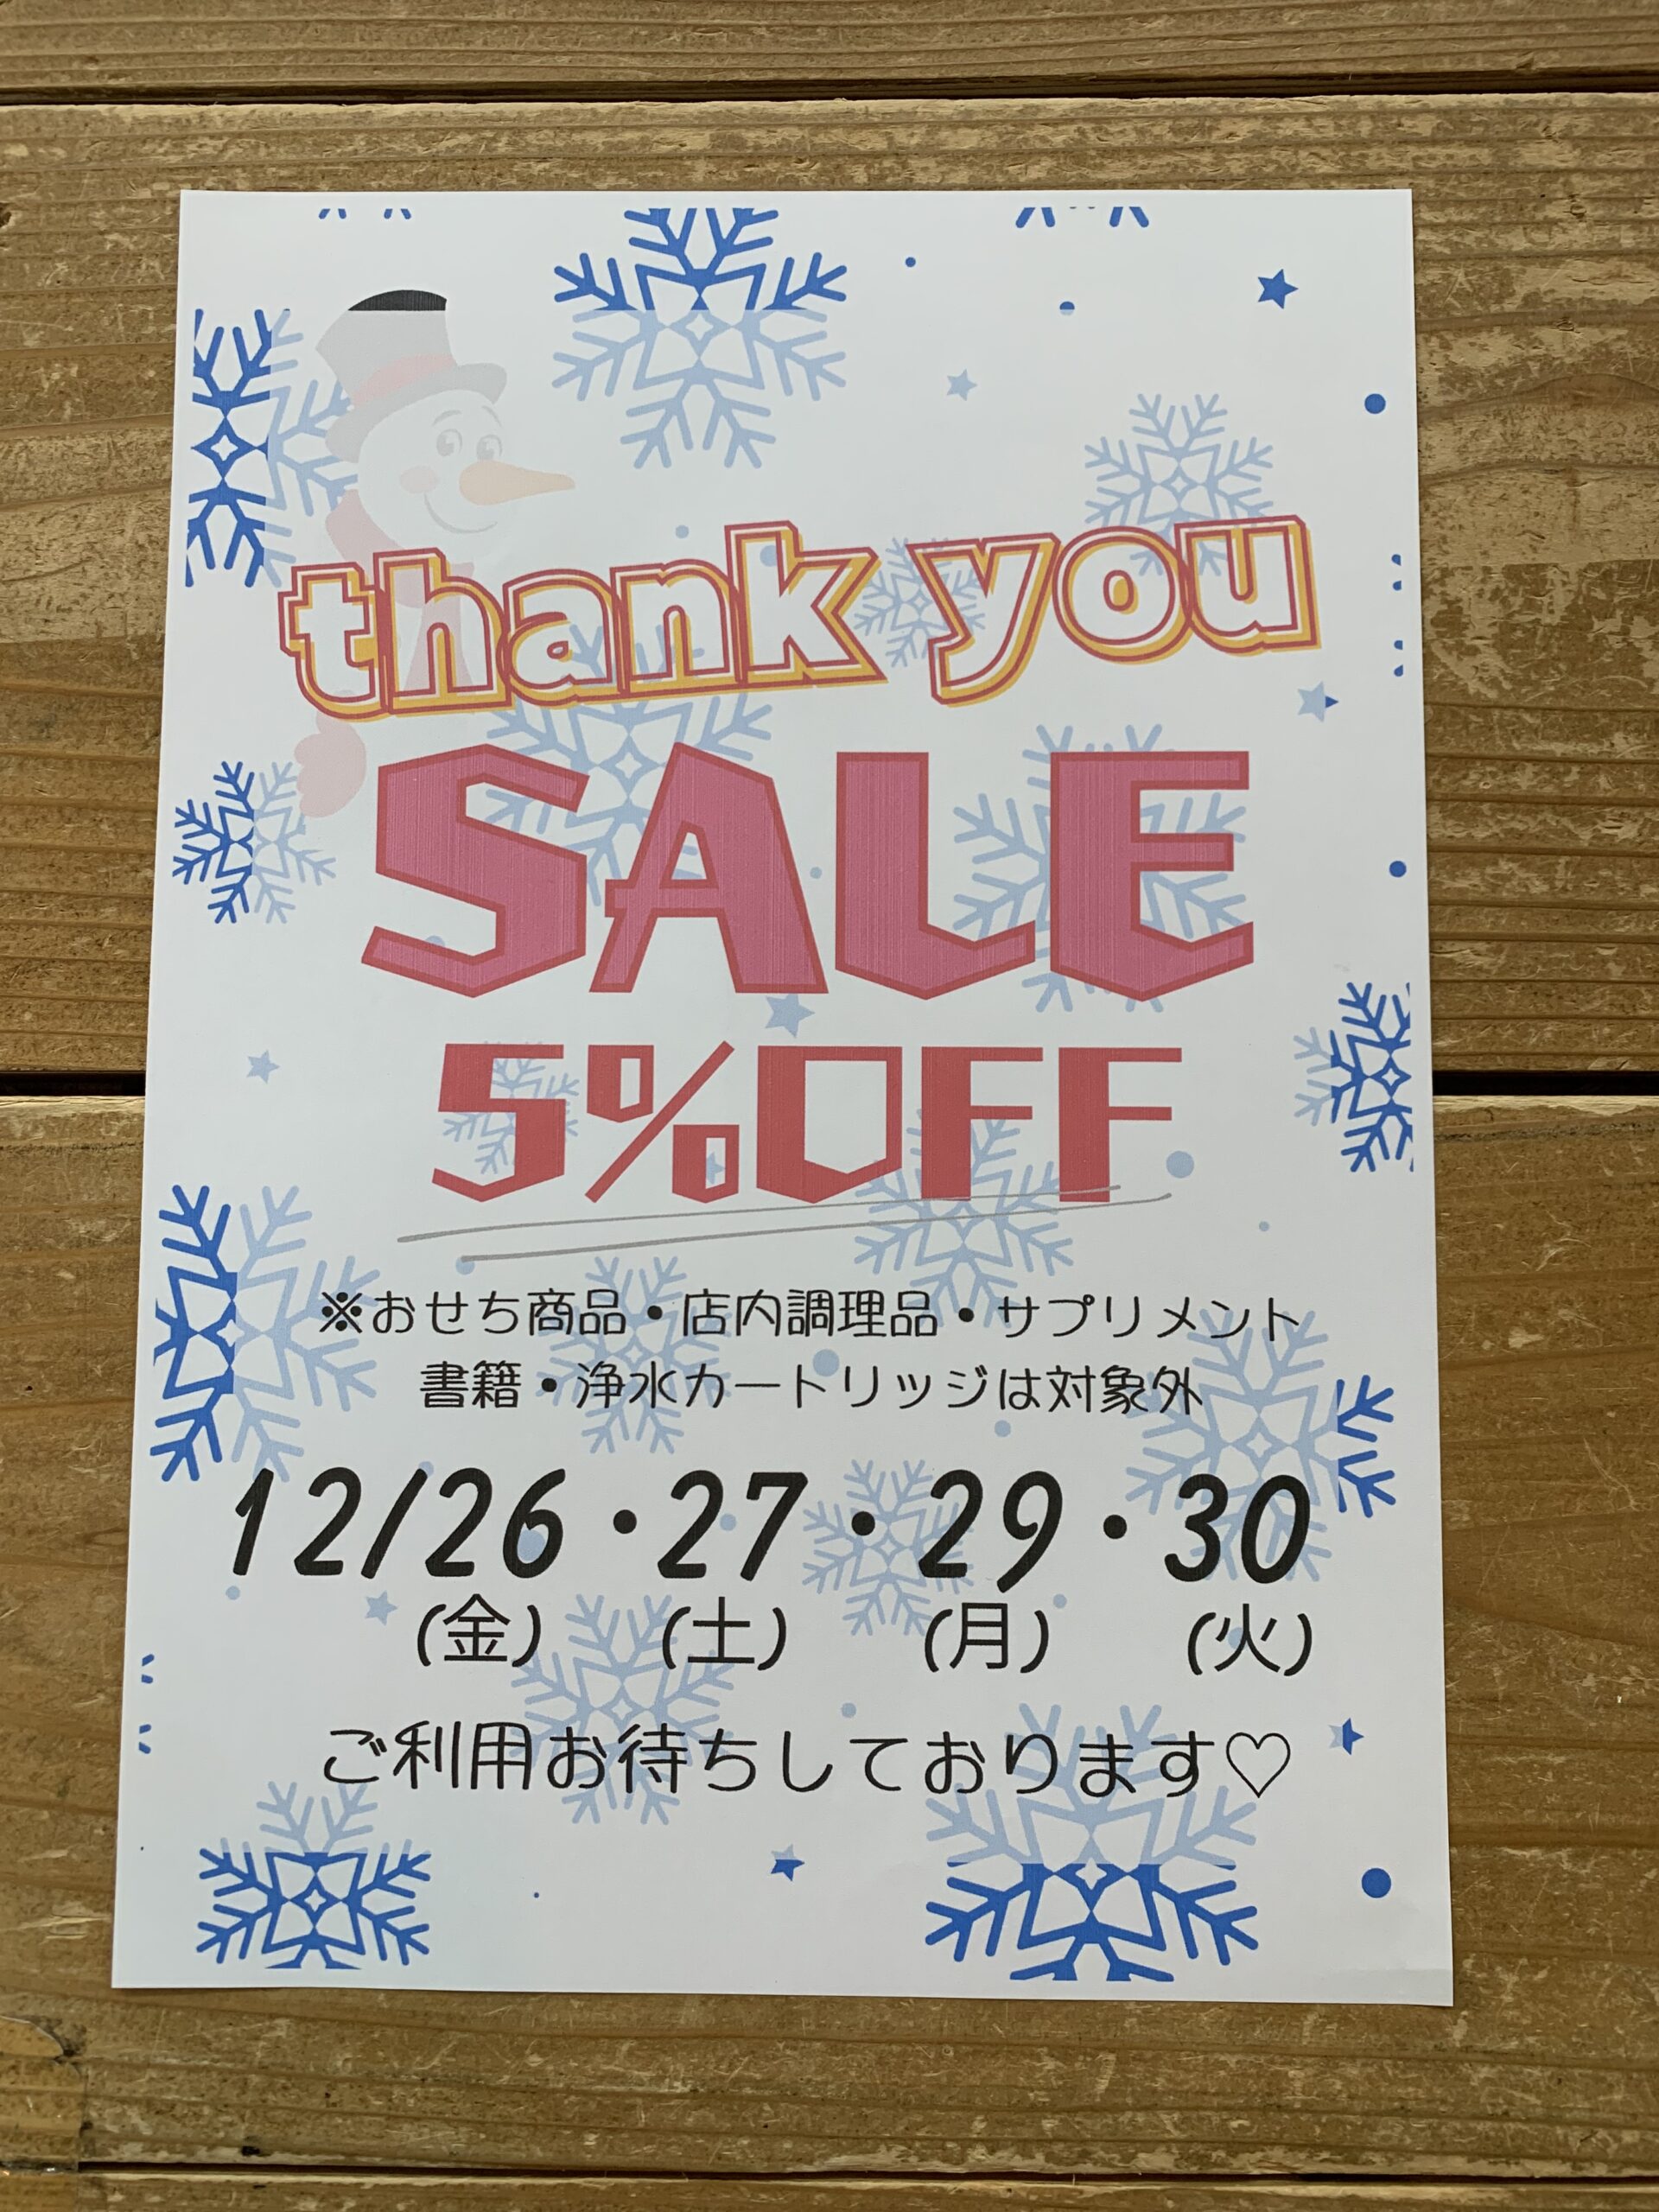 thank you
SALE
5%OFF
※おせち商品・店内調理品・サプリメント
書籍・浄水カートリッジは対象外
12/26・27・29・30
(金) (土) (月) (火)
ご利用お待ちしております♡